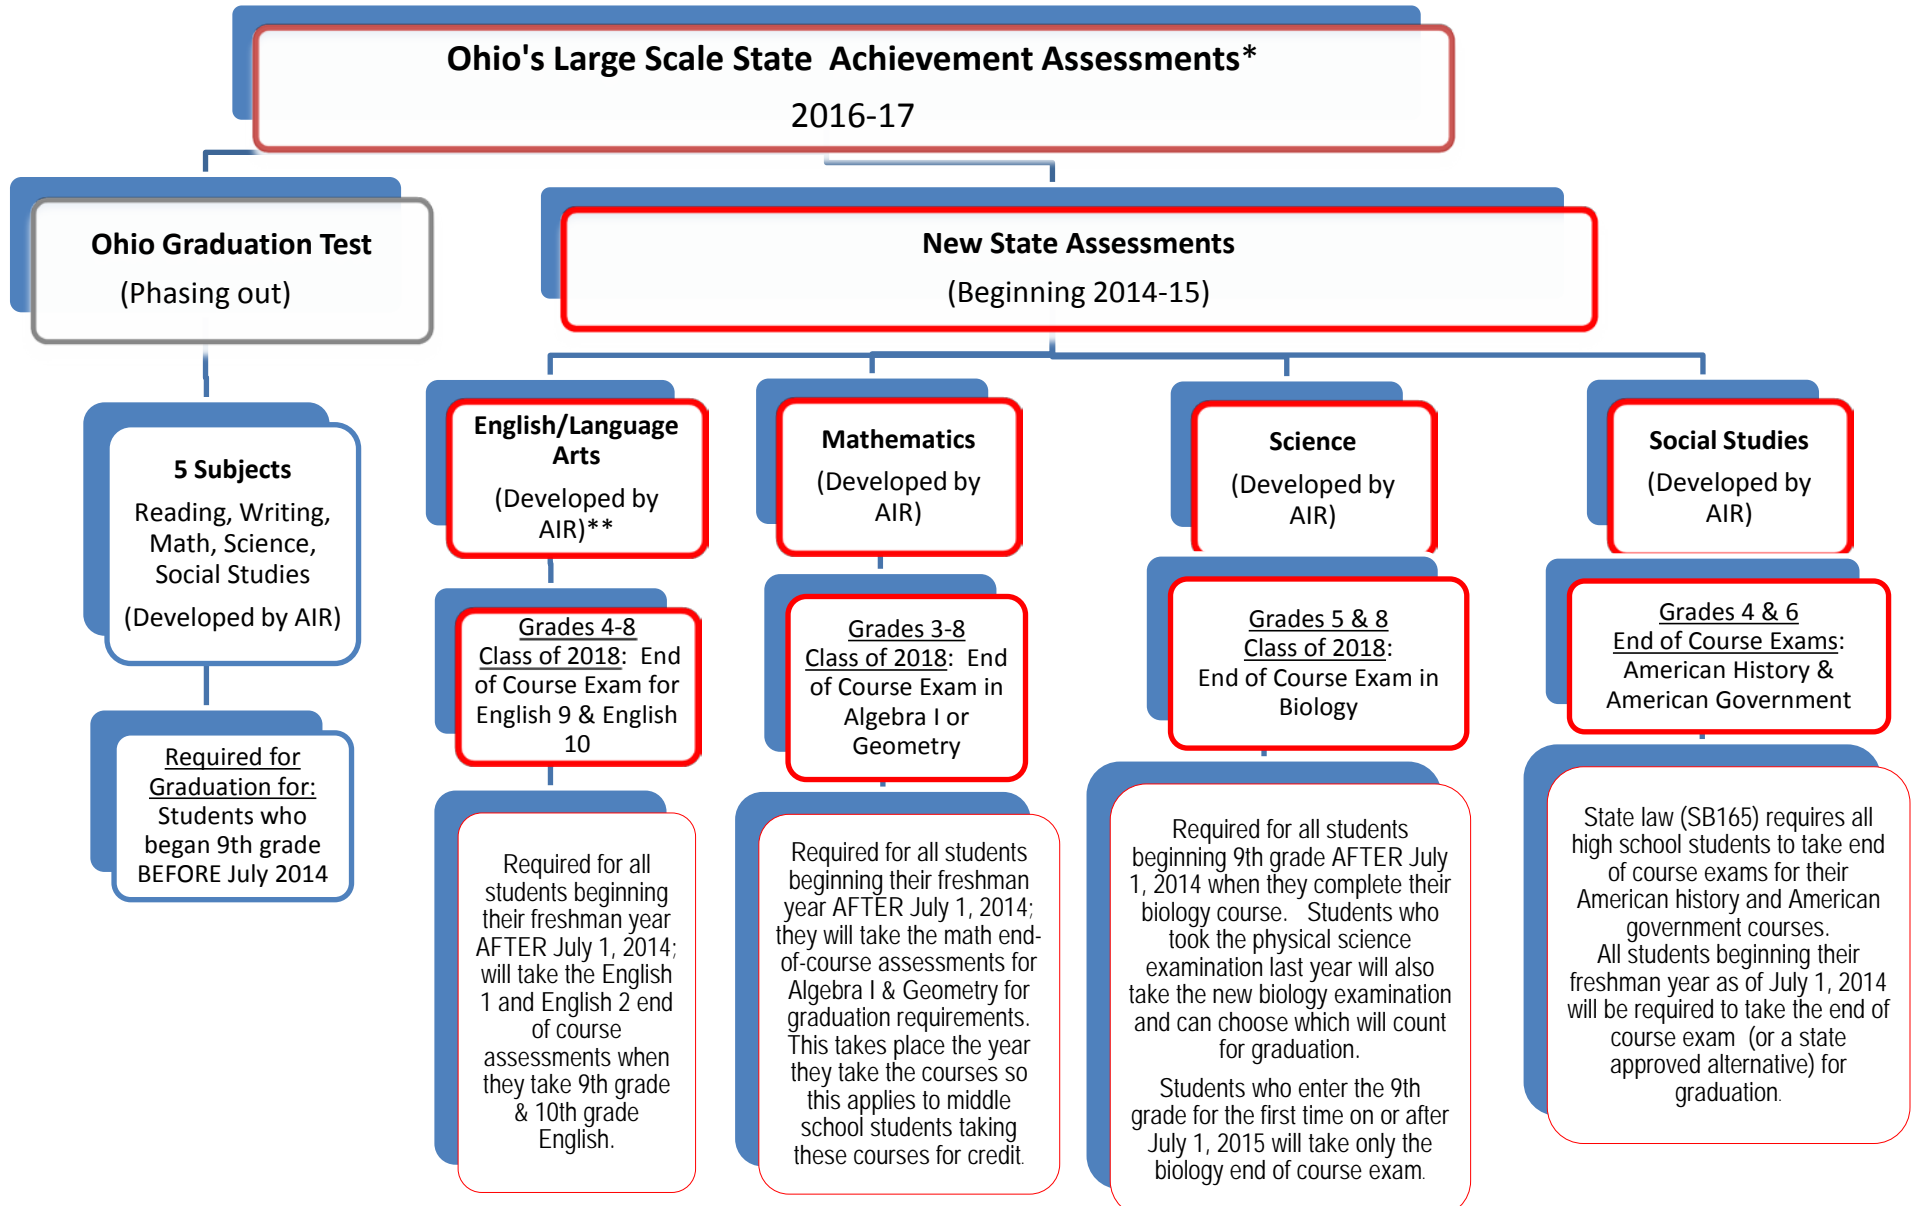 Ohio's Large Scale State  Achievement Assessments*
2016-17
Ohio Graduation Test
(Phasing out)
New State Assessments
(Beginning 2014-15)
5 Subjects
Reading, Writing,
Math, Science,
Social Studies
(Developed by AIR)
Required for
Graduation for:
Students who
began 9th grade
BEFORE July 2014
English/Language
Arts
(Developed by
AIR)**
Grades 4-8
Class of 2018:  End
of Course Exam for
English 9 & English
10
Required for all
students beginning
their freshman year
AFTER July 1, 2014;
will take the English
1 and English 2 end
of course
assessments when
they take 9th grade
& 10th grade
English.
Mathematics
(Developed by
AIR)
Grades 3-8
Class of 2018:  End
of Course Exam in
Algebra I or
Geometry
Required for all students
beginning their freshman
year AFTER July 1, 2014;
they will take the math end-
of-course assessments for
Algebra I & Geometry for
graduation requirements.
This takes place the year
they take the courses so
this applies to middle
school students taking
these courses for credit.
Science
(Developed by
AIR)
Grades 5 & 8
Class of 2018:
End of Course Exam in
Biology
Required for all students
beginning 9th grade AFTER July
1, 2014 when they complete their
biology course.   Students who
took the physical science
examination last year will also
take the new biology examination
and can choose which will count
for graduation.
Students who enter the 9th
grade for the first time on or after
July 1, 2015 will take only the
biology end of course exam.
Social Studies
(Developed by
AIR)
Grades 4 & 6
End of Course Exams:
American History &
American Government
State law (SB165) requires all
high school students to take end
of course exams for their
American history and American
government courses.
All students beginning their
freshman year as of July 1, 2014
will be required to take the end of
course exam  (or a state
approved alternative) for
graduation.